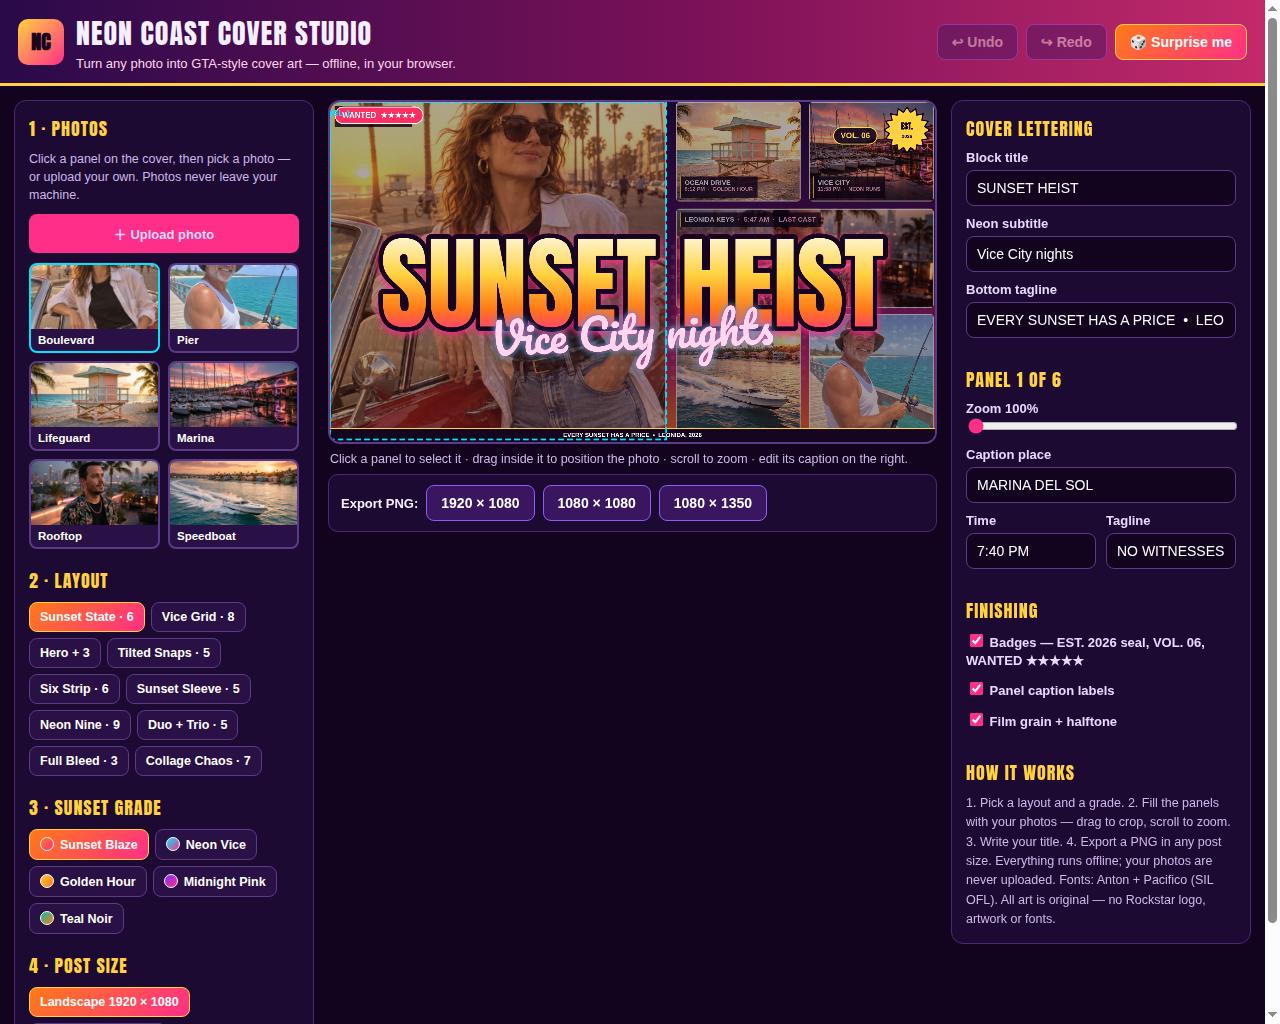 NC
NEON COAST COVER STUDIO
Turn any photo into GTA-style cover art — offline, in your browser.
↩ Undo
↪ Redo
🎲 Surprise me
1 · PHOTOS
Click a panel on the cover, then pick a photo —
or upload your own. Photos never leave your
machine.
＋ Upload photo
Boulevard
Pier
Lifeguard
Marina
Rooftop
Speedboat
2 · LAYOUT
Sunset State · 6
Vice Grid · 8
Hero + 3
Tilted Snaps · 5
Six Strip · 6
Sunset Sleeve · 5
Neon Nine · 9
Duo + Trio · 5
Full Bleed · 3
Collage Chaos · 7
3 · SUNSET GRADE
Sunset Blaze
Neon Vice
Golden Hour
Midnight Pink
Teal Noir
4 · POST SIZE
Landscape 1920 × 1080
WANTED ★★★★★
VOL. 06
EST.
2026
OCEAN DRIVE
6:12 PM · GOLDEN HOUR
VICE CITY
11:58 PM · NEON RUNS
LEONIDA KEYS · 5:47 AM · LAST CAST
SUNSET HEIST
Vice City nights
EVERY SUNSET HAS A PRICE • LEONIDA, 2026
Click a panel to select it · drag inside it to position the photo · scroll to zoom · edit its caption on the right.
Export PNG:
1920 × 1080
1080 × 1080
1080 × 1350
COVER LETTERING
Block title
SUNSET HEIST
Neon subtitle
Vice City nights
Bottom tagline
EVERY SUNSET HAS A PRICE • LEO
PANEL 1 OF 6
Zoom 100%
Caption place
MARINA DEL SOL
Time
Tagline
7:40 PM
NO WITNESSES
FINISHING
Badges — EST. 2026 seal, VOL. 06,
WANTED ★★★★★
Panel caption labels
Film grain + halftone
HOW IT WORKS
1. Pick a layout and a grade. 2. Fill the panels
with your photos — drag to crop, scroll to zoom.
3. Write your title. 4. Export a PNG in any post
size. Everything runs offline; your photos are
never uploaded. Fonts: Anton + Pacifico (SIL
OFL). All art is original — no Rockstar logo,
artwork or fonts.